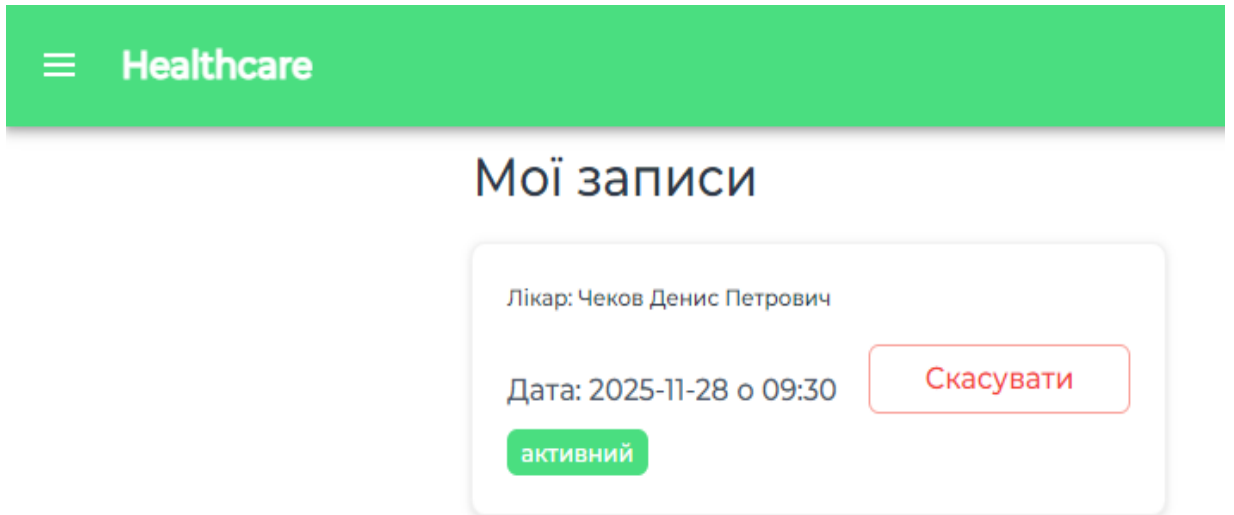 Healthcare
Мої записи
Лікар: Чеков Денис Петрович
Дата: 2025-11-28 о 09:30
Скасувати
активний